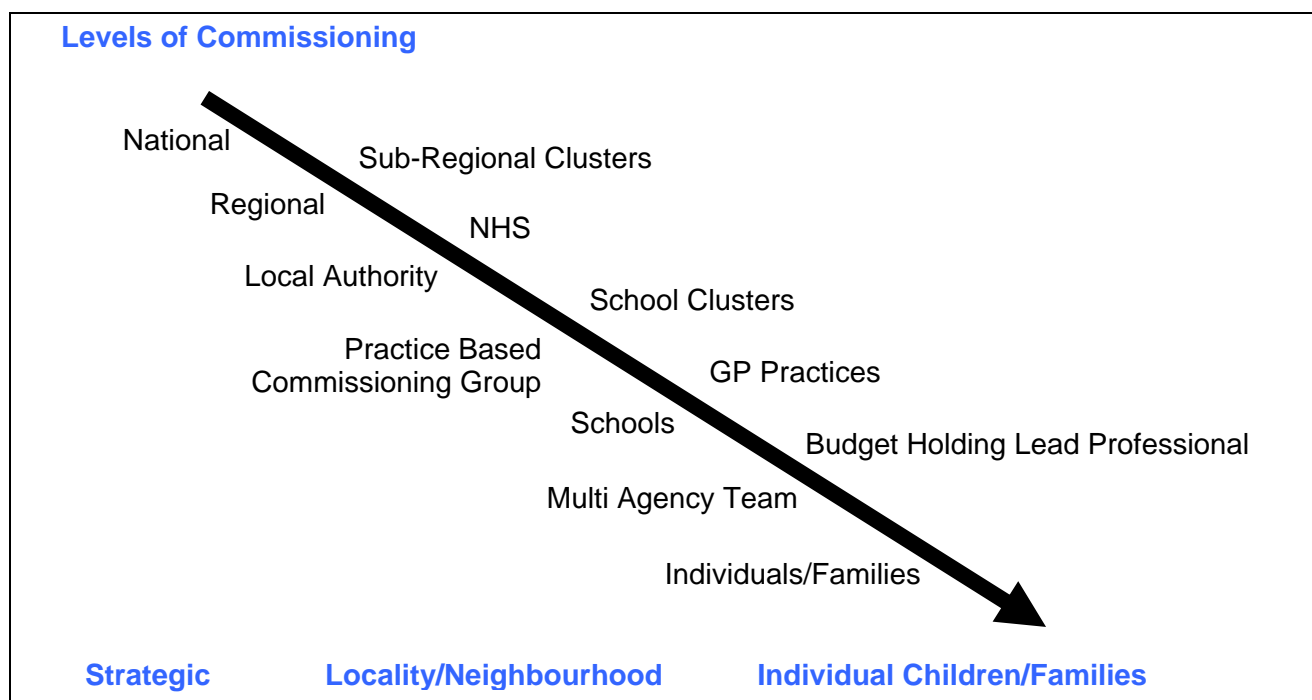 Levels of Commissioning
National
Sub-Regional Clusters
Regional
NHS
Local Authority
School Clusters
Practice Based
Commissioning Group
GP Practices
Schools
Budget Holding Lead Professional
Multi Agency Team
Individuals/Families
Strategic
Locality/Neighbourhood
Individual Children/Families